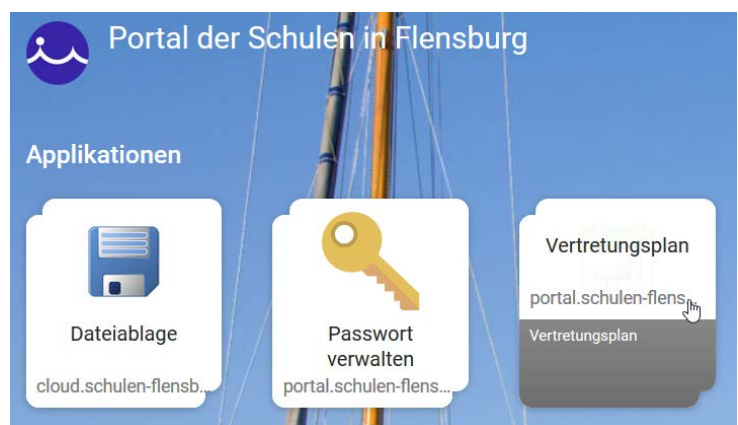 Portal der Schulen in Flensburg
Applikationen
Dateiablage
cloud.schulen-flensb...
Passwort
verwalten
portal.schulen-flens...
Vertretungsplan
portal.schulen-flens
Vertretungsplan